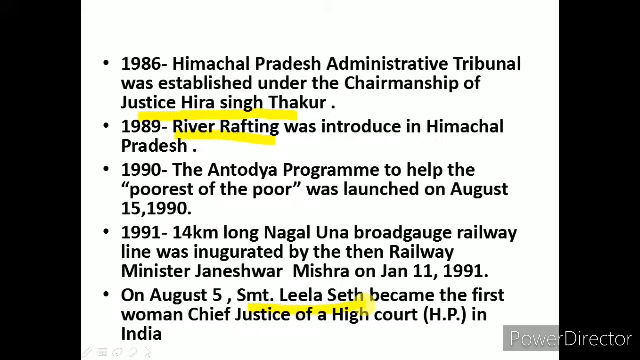 • 1986- Himachal Pradesh Administrative Tribunal
was established under the Chairmanship of
Justice Hira singh Thakur .
• 1989- River Rafting was introduce in Himachal
Pradesh .
• 1990- The Antodya Programme to help the
“poorest of the poor” was launched on August
15,1990.
• 1991- 14km long Nagal Una broadgauge railway
line was inugurated by the then Railway
Minister Janeshwar Mishra on Jan 11, 1991.
• On August 5 , Smt. Leela Seth became the first
woman Chief Justice of a High court (H.P.) in
India
PowerDirector